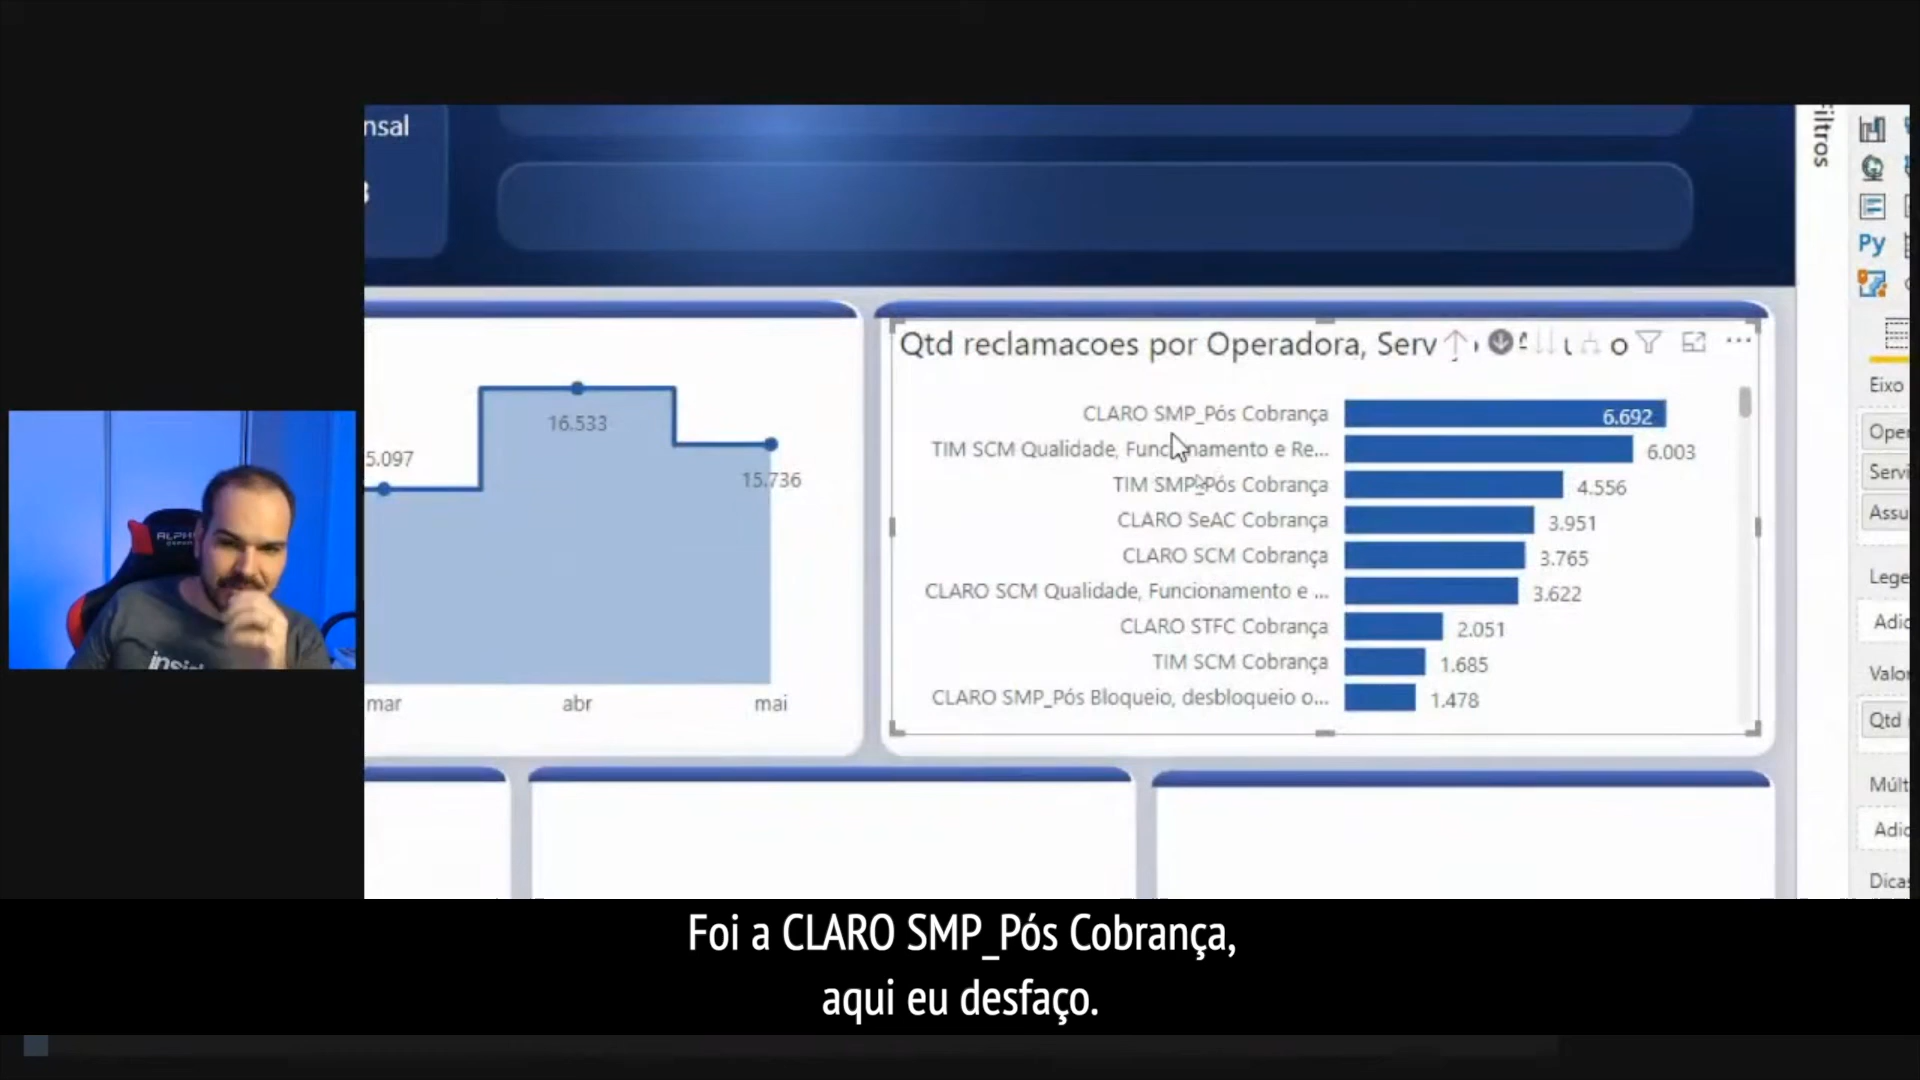 nsal
Filtros
Py
Qtd reclamacoes por Operadora, Serv
5.097
16.533
15.736
mar
abr
mai
CLARO SMP_Pós Cobrança 6.692
TIM SCM Qualidade, Funcionamento e Re... 6.003
TIM SMP_Pós Cobrança 4.556
CLARO SeAC Cobrança 3.951
CLARO SCM Cobrança 3.765
CLARO SCM Qualidade, Funcionamento e ... 3.622
CLARO STFC Cobrança 2.051
TIM SCM Cobrança 1.685
CLARO SMP_Pós Bloqueio, desbloqueio o... 1.478
Eixo
Oper
Servi
Assu
Lege
Adic
Valor
Qtd
Múlt
Adic
Dicas
Foi a CLARO SMP_Pós Cobrança,
aqui eu desfaço.